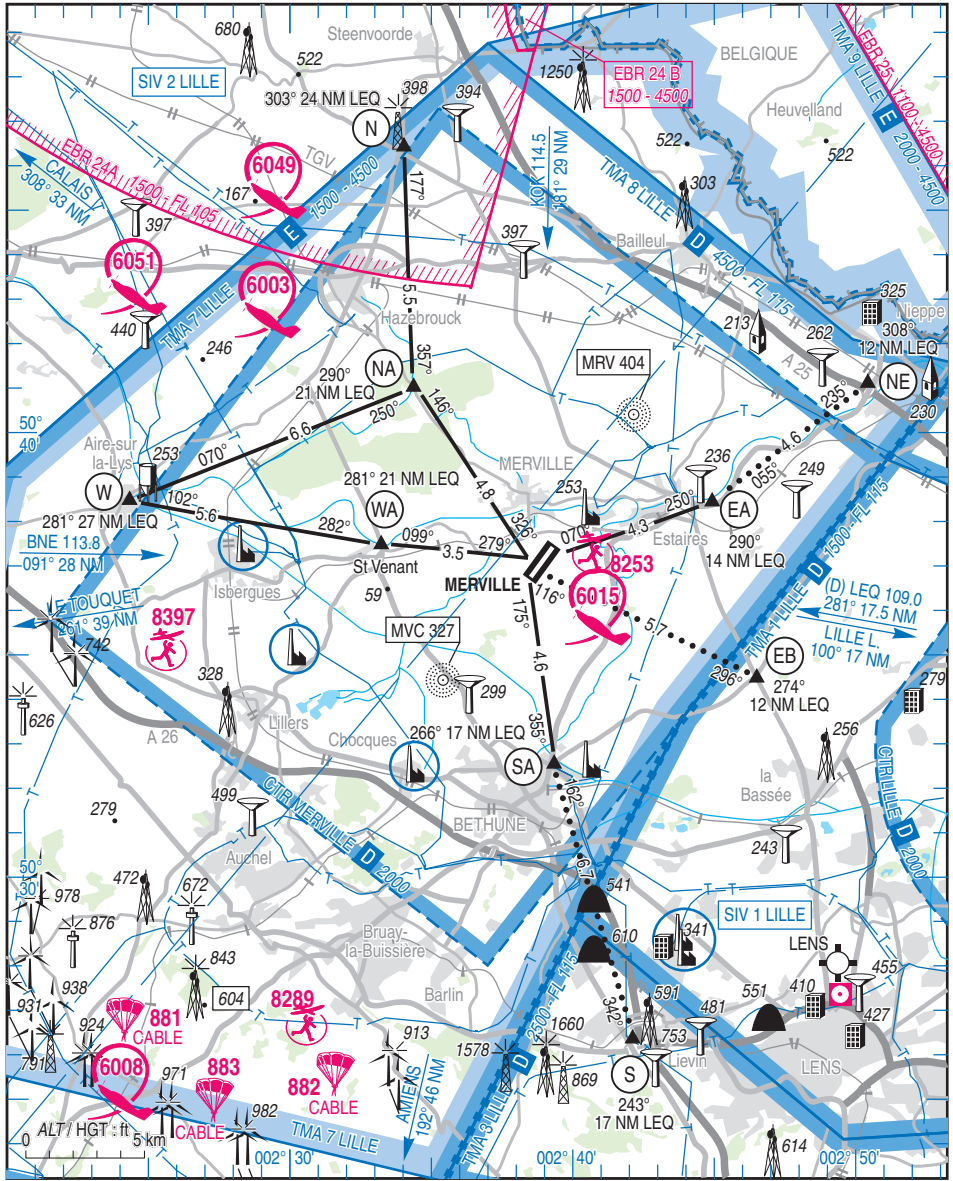 680
Steenvoorde
522
SIV 2 LILLE
303° 24 NM LEQ
398
394
N
1250
EBR 24 B
1500 - 4500
BELGIQUE
TMA 9 LILLE E 2000 - 4500
EBR 25 - 1100-4500
Heuvelland
522
522
EBR 24A 1500 - FL 105
CALAIS
308° 33 NM
TGV
6049
167
1500 - 4500
E
177°
KOK 114.5
181° 29 NM
TMA 8 LILLE
D
4500 - FL 115
303
397
397
Bailleul
6051
6003
440
TMA 7 LILLE
246
5.5
Hazebrouck
325
Nieppe
213
262
308°
12 NM LEQ
A 25
MRV 404
NA
290°
21 NM LEQ
357°
NE
235°
230
50°
40'
250°
146°
Aire-sur
la-Lys
253
070°
6.6
4.8
4.6
055°
236
249
MERVILLE
281° 21 NM LEQ
W
102°
281° 27 NM LEQ
5.6
WA
282°
099°
3.5
279°
326°
253
070°
4.3
250°
EA
Estaires
290°
14 NM LEQ
BNE 113.8
091° 28 NM
St Venant
Isbergues
MERVILLE
8253
116°
6015
59
175°
5.7
TMA 1 LILLE D 1500 - FL 115
(D) LEQ 109.0
281° 17.5 NM
LILLE L.
100° 17 NM
LE TOUQUET
261° 39 NM
8397
742
MVC 327
4.6
296°
EB
274°
12 NM LEQ
279
626
328
299
Lillers
A 26
Chocques
266° 17 NM LEQ
355°
SA
256
162°
la
Bassée
CTR LILLE D 2000
499
279
CTR MERVILLE D 2000
BETHUNE
243
6.7
Auchel
50°
30'
978
472
672
541
876
SIV 1 LILLE
Bruay-
la-Buissière
610
341
LENS
843
455
604
938
931
881
CABLE
8289
Barlin
591
481
551
410
427
342°
924
913
1578
1660
753
Liévin
791
6008
883
CABLE
882
CABLE
869
LENS
971
S
243°
17 NM LEQ
982
AMIENS
192° 46 NM
TMA 3 LILLE D 2500 - FL 115
614
ALT / HGT : ft
0 5 km
TMA 7 LILLE
002° 30'
002° 40'
002° 50'